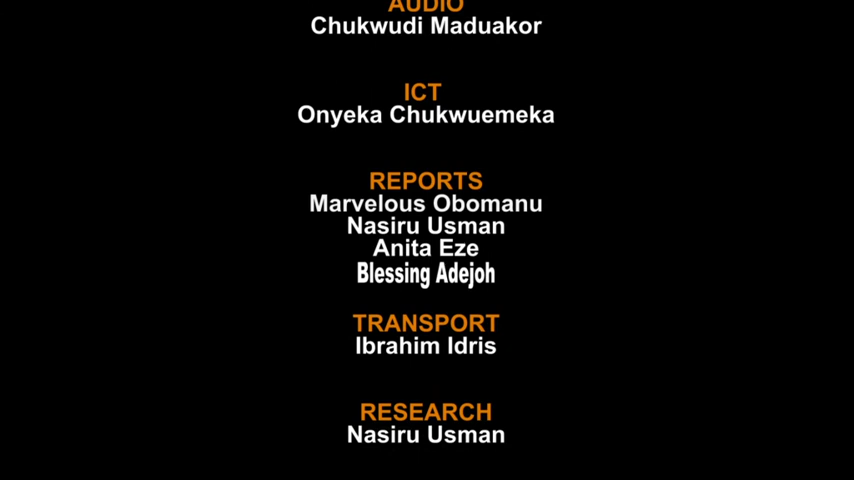 AUDIO
Chukwudi Maduakor
ICT
Onyeka Chukwuemeka
REPORTS
Marvelous Obomanu
Nasiru Usman
Anita Eze
Blessing Adejoh
TRANSPORT
Ibrahim Idris
RESEARCH
Nasiru Usman